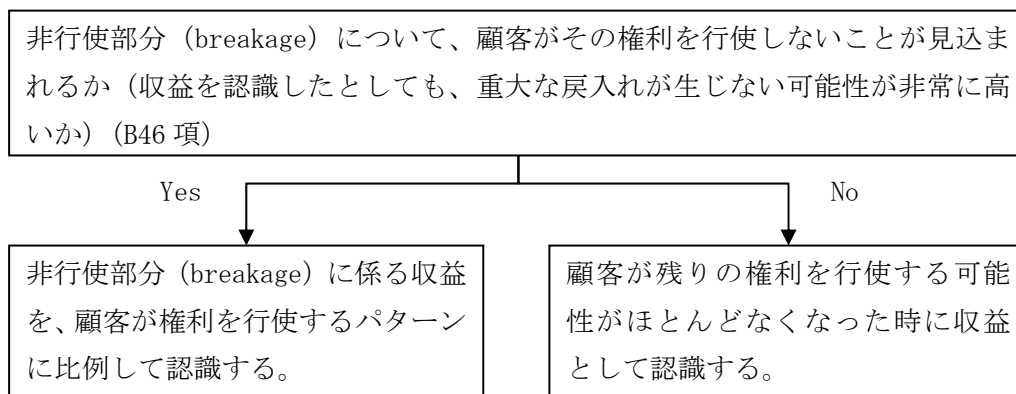 非行使部分（breakage）について、顧客がその権利を行使しないことが見込ま
れるか（収益を認識したとしても、重大な戻入れが生じない可能性が非常に高
いか）（B46 項）
Yes
No
非行使部分（breakage）に係る収益
を、顧客が権利を行使するパターン
に比例して認識する。
顧客が残りの権利を行使する可能
性がほとんどなくなった時に収益
として認識する。